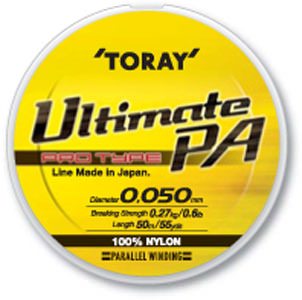 'TORAY'
Ultimate
PRO TYPE PA
Line Made in Japan.
Diameter 0.050mm
Breaking Strength 0.27kg/0.6lb
Length 50m/55yds
100% NYLON
PARALLEL WINDING